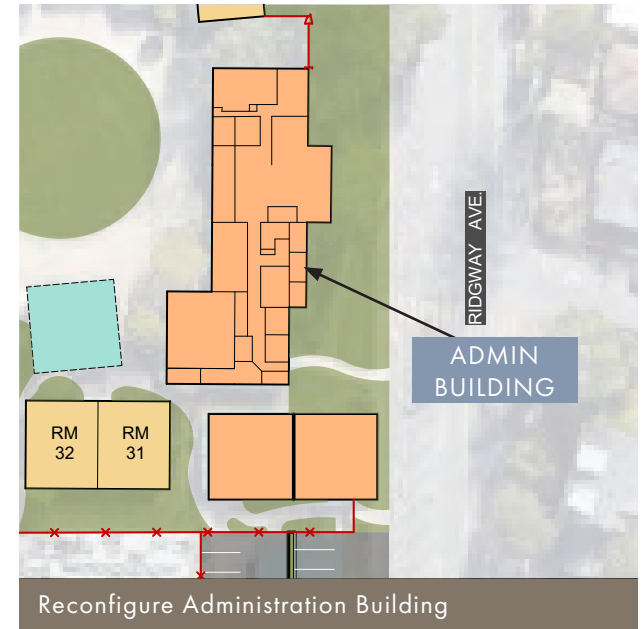 RIDGWAY AVE.
ADMIN
BUILDING
RM
32
RM
31
Reconfigure Administration Building